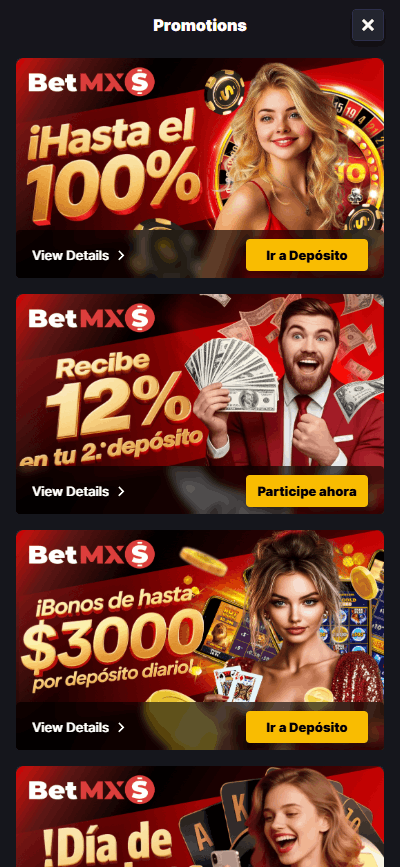 Promotions
BetMX$
¡Hasta el
100%
View Details
Ir a Depósito
BetMX$
Recibe
12%
en tu 2.° depósito
View Details
Participe ahora
BetMX$
¡Bonos de hasta
$3000
por depósito diario!
View Details
Ir a Depósito
BetMX$
!Día de